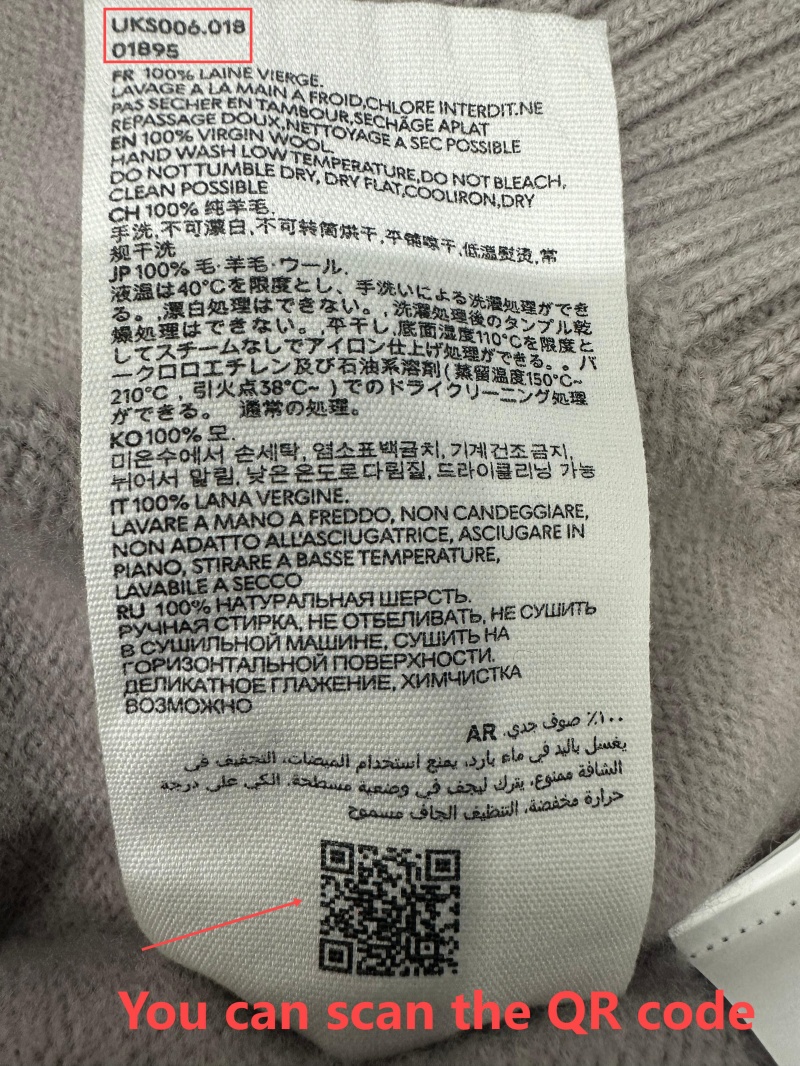 UKS006.018
01895
FR 100% LAINE VIERGE.
LAVAGE A LA MAIN A FROID,CHLORE INTERDIT.NE
PAS SECHER EN TAMBOUR,SECHĂGE APLAT
REPASSAGE DOUX,NETTOYAGE A SEC POSSIBLE
EN 100% VIRGIN WOOL.
HAND WASH LOW TEMPERATURE,DO NOT BLEACH,
DO NOT TUMBLE DRY, DRY FLAT,COOLIRON,DRY
CLEAN POSSIBLE
CH 100% 纯羊毛.
手洗,不可漂白,不可转筒烘干,平铺晾干,低温熨烫,常
规干洗
JP 100% 毛·羊毛·ウール.
液温は40°Cを限度とし、手洗いによる洗濯処理ができ
る。,漂白処理はできない。,洗濯処理後のタンブル乾
燥処理はできない。,平干し,底面温度110°Cを限度と
してスチームなしでアイロン仕上げ処理ができる。。パ
ークロロエチレン及び石油系溶剤(蒸留温度150°C~
210°C，引火点38°C~)でのドライクリーニング処理
ができる。 通常の処理。
KO 100% 모.
미온수에서 손세탁, 염소표백금치, 기계건조금지,
뉘어서 말림, 낮은온도로다림질, 드라이클리닝 가능
IT 100% LANA VERGINE.
LAVARE A MANO A FREDDO, NON CANDEGGIARE,
NON ADATTO ALL'ASCIUGATRICE, ASCIUGARE IN
PIANO, STIRARE A BASSE TEMPERATURE,
LAVABILE A SECCO
RU 100% НАТУРАЛЬНАЯ ШЕРСТЬ.
РУЧНАЯ СТИРКА, НЕ ОТБЕЛИВАТЬ, НЕ СУШИТЬ
В СУШИЛЬНОЙ МАШИНЕ, СУШИТЬ НА
ГОРИЗОНТАЛЬНОЙ ПОВЕРХНОСТИ.
ДЕЛИКАТНОЕ ГЛАЖЕНИЕ, ХИМЧИСТКА
ВОЗМОЖНО
AR ١٠٠٪ صوف جدي.
يغسل باليد في ماء بارد، يمنع استخدام المبيضات، التجفيف في
الشافة ممنوع، يترك ليجف في وضعية مسطحة، الكي على درجة
حرارة مخفضة، التنظيف الجاف مسموح
You can scan the QR code